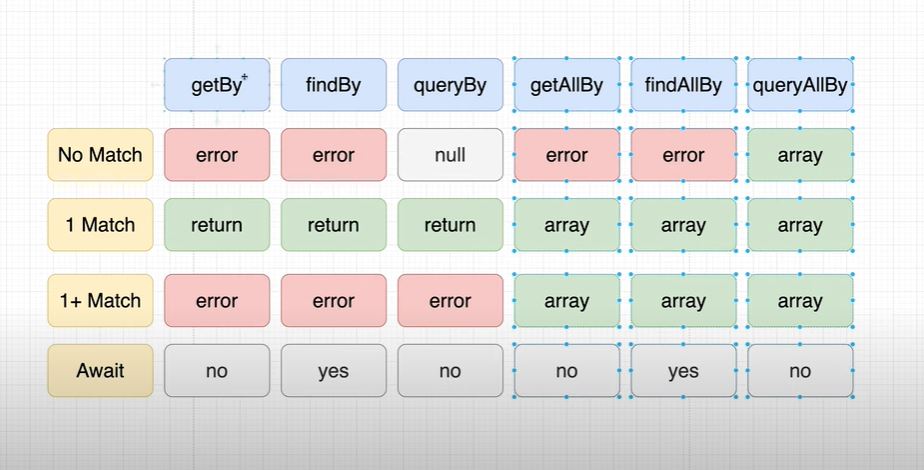 getBy findBy queryBy getAllBy findAllBy queryAllBy
No Match error error null error error array
1 Match return return return array array array
1+ Match error error error array array array
Await no yes no no yes no